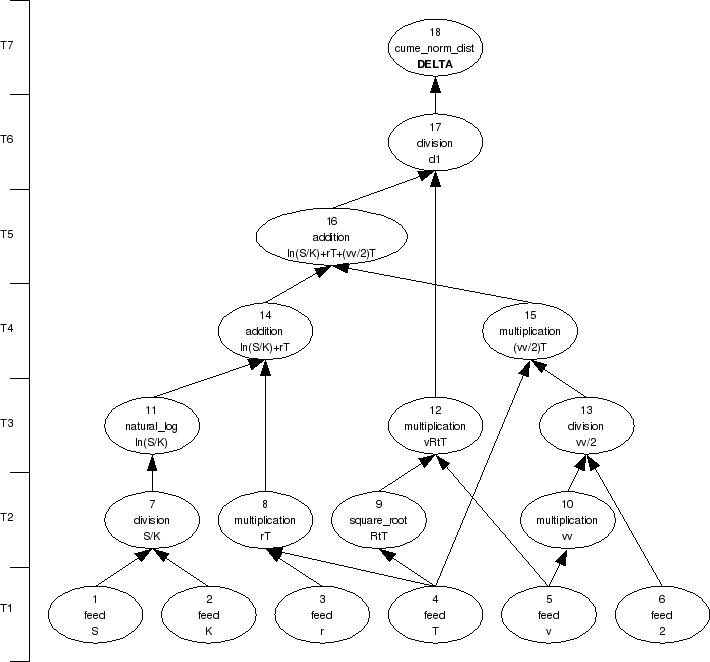 T7
18
cume_norm_dist
DELTA
T6
17
division
d1
T5
16
addition
ln(S/K)+rT+(vv/2)T
T4
14
addition
ln(S/K)+rT
15
multiplication
(vv/2)T
T3
11
natural_log
ln(S/K)
12
multiplication
vRtT
13
division
vv/2
T2
7
division
S/K
8
multiplication
rT
9
square_root
RtT
10
multiplication
vv
T1
1
feed
S
2
feed
K
3
feed
r
4
feed
T
5
feed
v
6
feed
2